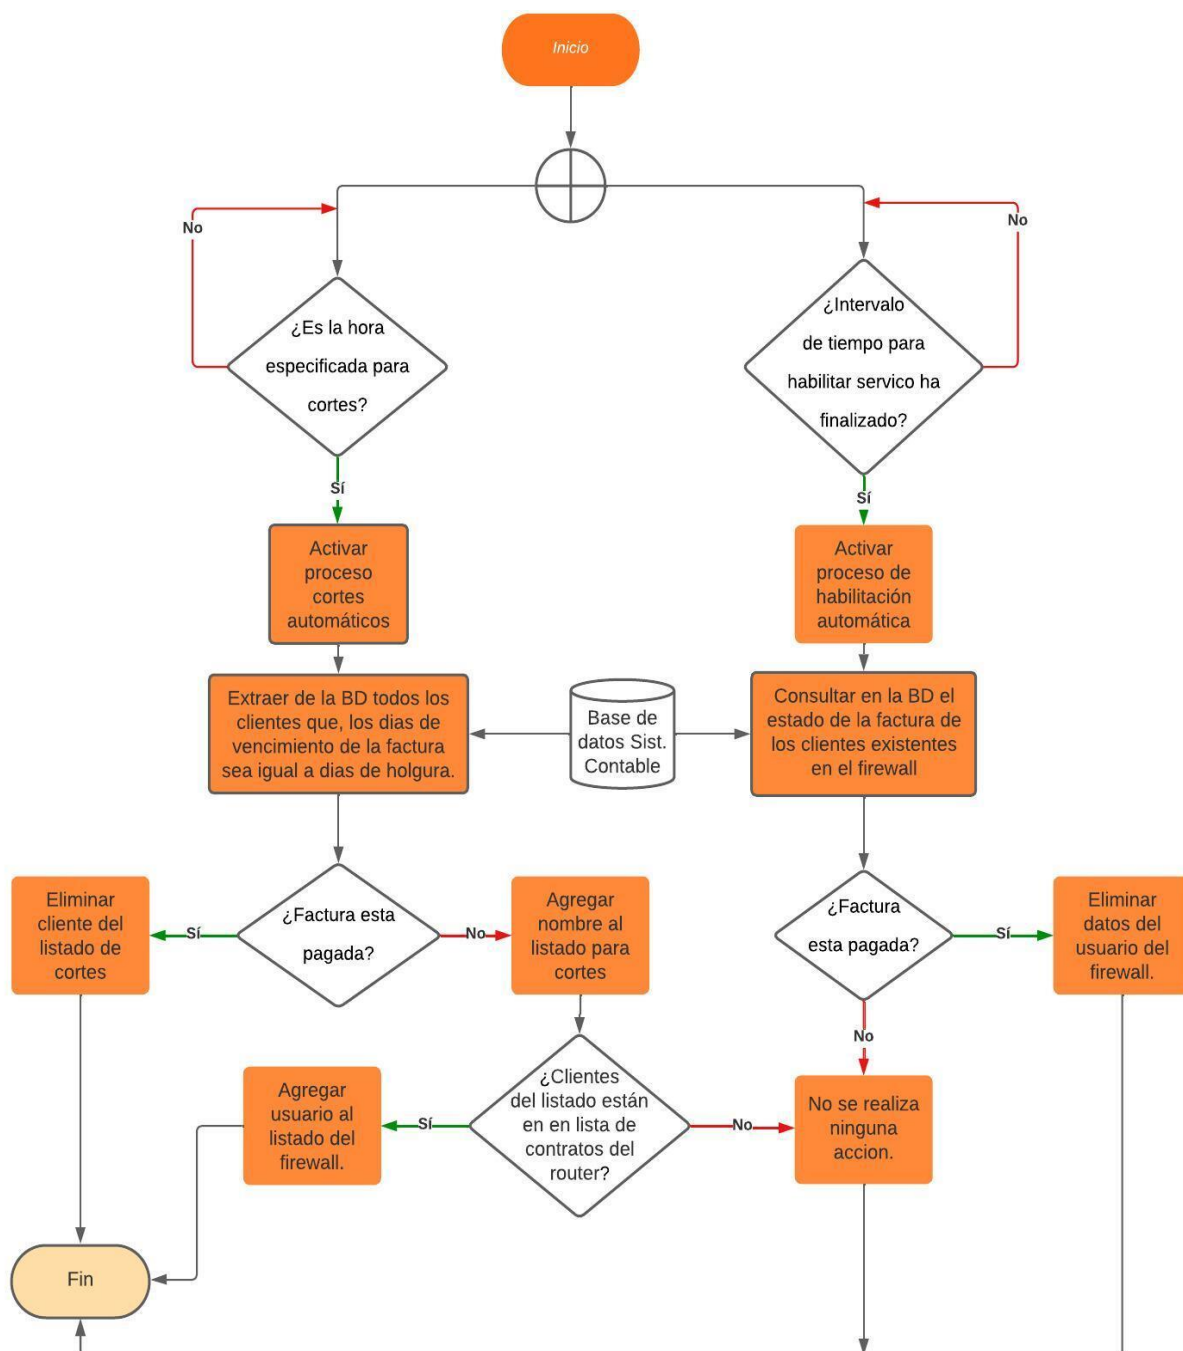 Inicio
No
No
¿Es la hora
especificada para
cortes?
¿Intervalo
de tiempo para
habilitar servico ha
finalizado?
Sí
Sí
Activar
proceso
cortes
automáticos
Activar
proceso de
habilitación
automática
Extraer de la BD todos los
clientes que, los dias de
vencimiento de la factura
sea igual a dias de holgura.
Base de
datos Sist.
Contable
Consultar en la BD el
estado de la factura de
los clientes existentes
en el firewall
Eliminar
cliente del
listado de
cortes
Sí
¿Factura esta
pagada?
No
Agregar
nombre al
listado para
cortes
¿Factura
esta pagada?
Sí
Eliminar
datos del
usuario del
firewall.
No
Agregar
usuario al
listado del
firewall.
Sí
¿Clientes
del listado están
en en lista de
contratos del
router?
No
No se realiza
ninguna
accion.
Fin